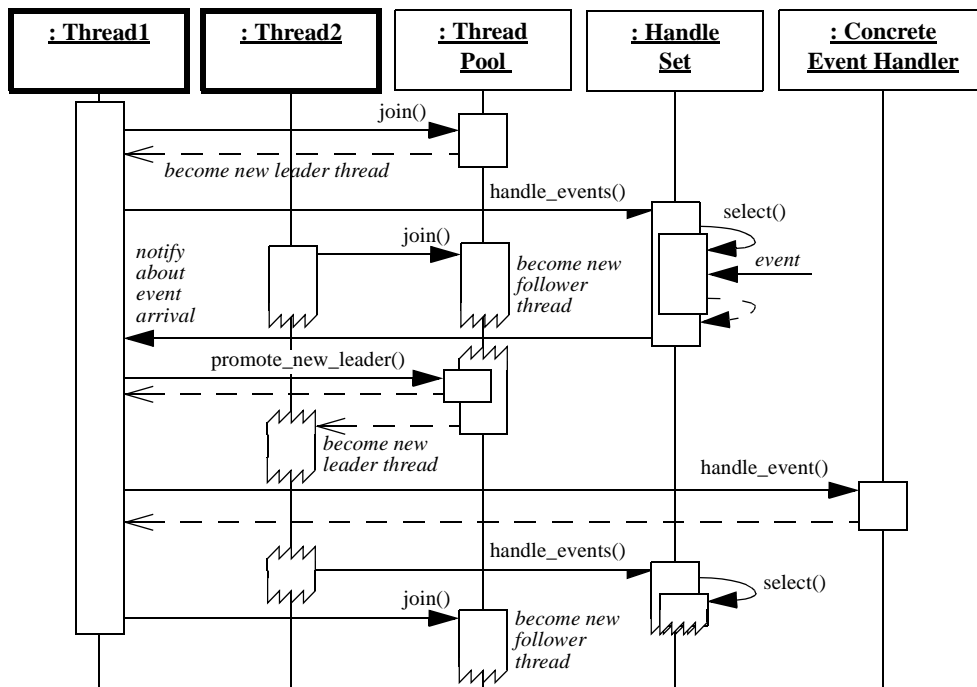 : Thread1
: Thread2
: Thread
Pool
: Handle
Set
: Concrete
Event Handler
join()
become new leader thread
handle_events()
select()
notify
about
event
arrival
join()
become new
follower
thread
event
promote_new_leader()
become new
leader thread
handle_event()
handle_events()
select()
join()
become new
follower
thread